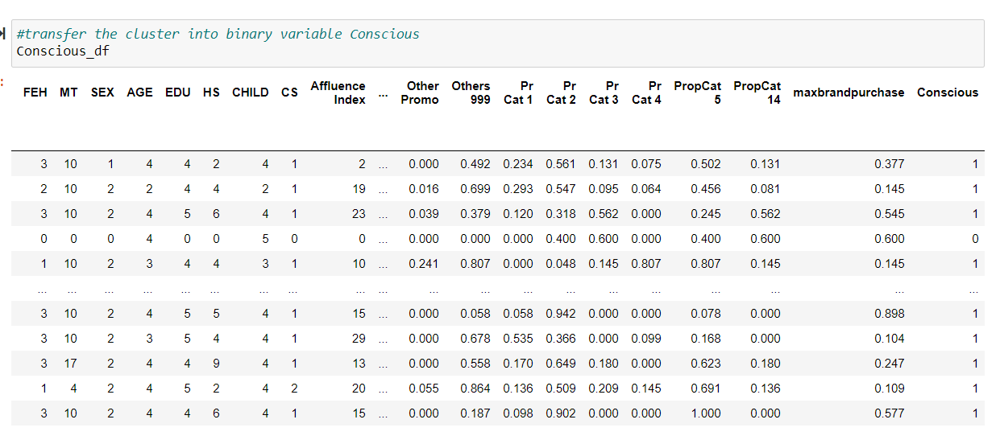 #transfer the cluster into binary variable Conscious
Conscious_df
FEH MT SEX AGE EDU HS CHILD CS Affluence Index ... Other Promo Others 999 Pr Cat 1 Pr Cat 2 Pr Cat 3 Pr Cat 4 PropCat 5 PropCat 14 maxbrandpurchase Conscious
3 10 1 4 4 2 4 1 2 ... 0.000 0.492 0.234 0.561 0.131 0.075 0.502 0.131 0.377 1
2 10 2 2 4 4 2 1 19 ... 0.016 0.699 0.293 0.547 0.095 0.064 0.456 0.081 0.145 1
3 10 2 4 5 6 4 1 23 ... 0.039 0.379 0.120 0.318 0.562 0.000 0.245 0.562 0.545 1
0 0 0 4 0 0 5 0 0 ... 0.000 0.000 0.000 0.400 0.600 0.000 0.400 0.600 0.600 0
1 10 2 3 4 4 3 1 10 ... 0.241 0.807 0.000 0.048 0.145 0.807 0.807 0.145 0.145 1
... ... ... ... ... ... ... ... ... ... ... ... ... ... ... ... ... ... ... ...
3 10 2 4 5 5 4 1 15 ... 0.000 0.058 0.058 0.942 0.000 0.000 0.078 0.000 0.898 1
3 10 2 3 5 4 4 1 29 ... 0.000 0.678 0.535 0.366 0.000 0.099 0.168 0.000 0.104 1
3 17 2 4 4 9 4 1 13 ... 0.000 0.558 0.170 0.649 0.180 0.000 0.623 0.180 0.247 1
1 4 2 4 5 2 4 2 20 ... 0.055 0.864 0.136 0.509 0.209 0.145 0.691 0.136 0.109 1
3 10 2 4 4 6 4 1 15 ... 0.000 0.187 0.098 0.902 0.000 0.000 1.000 0.000 0.577 1